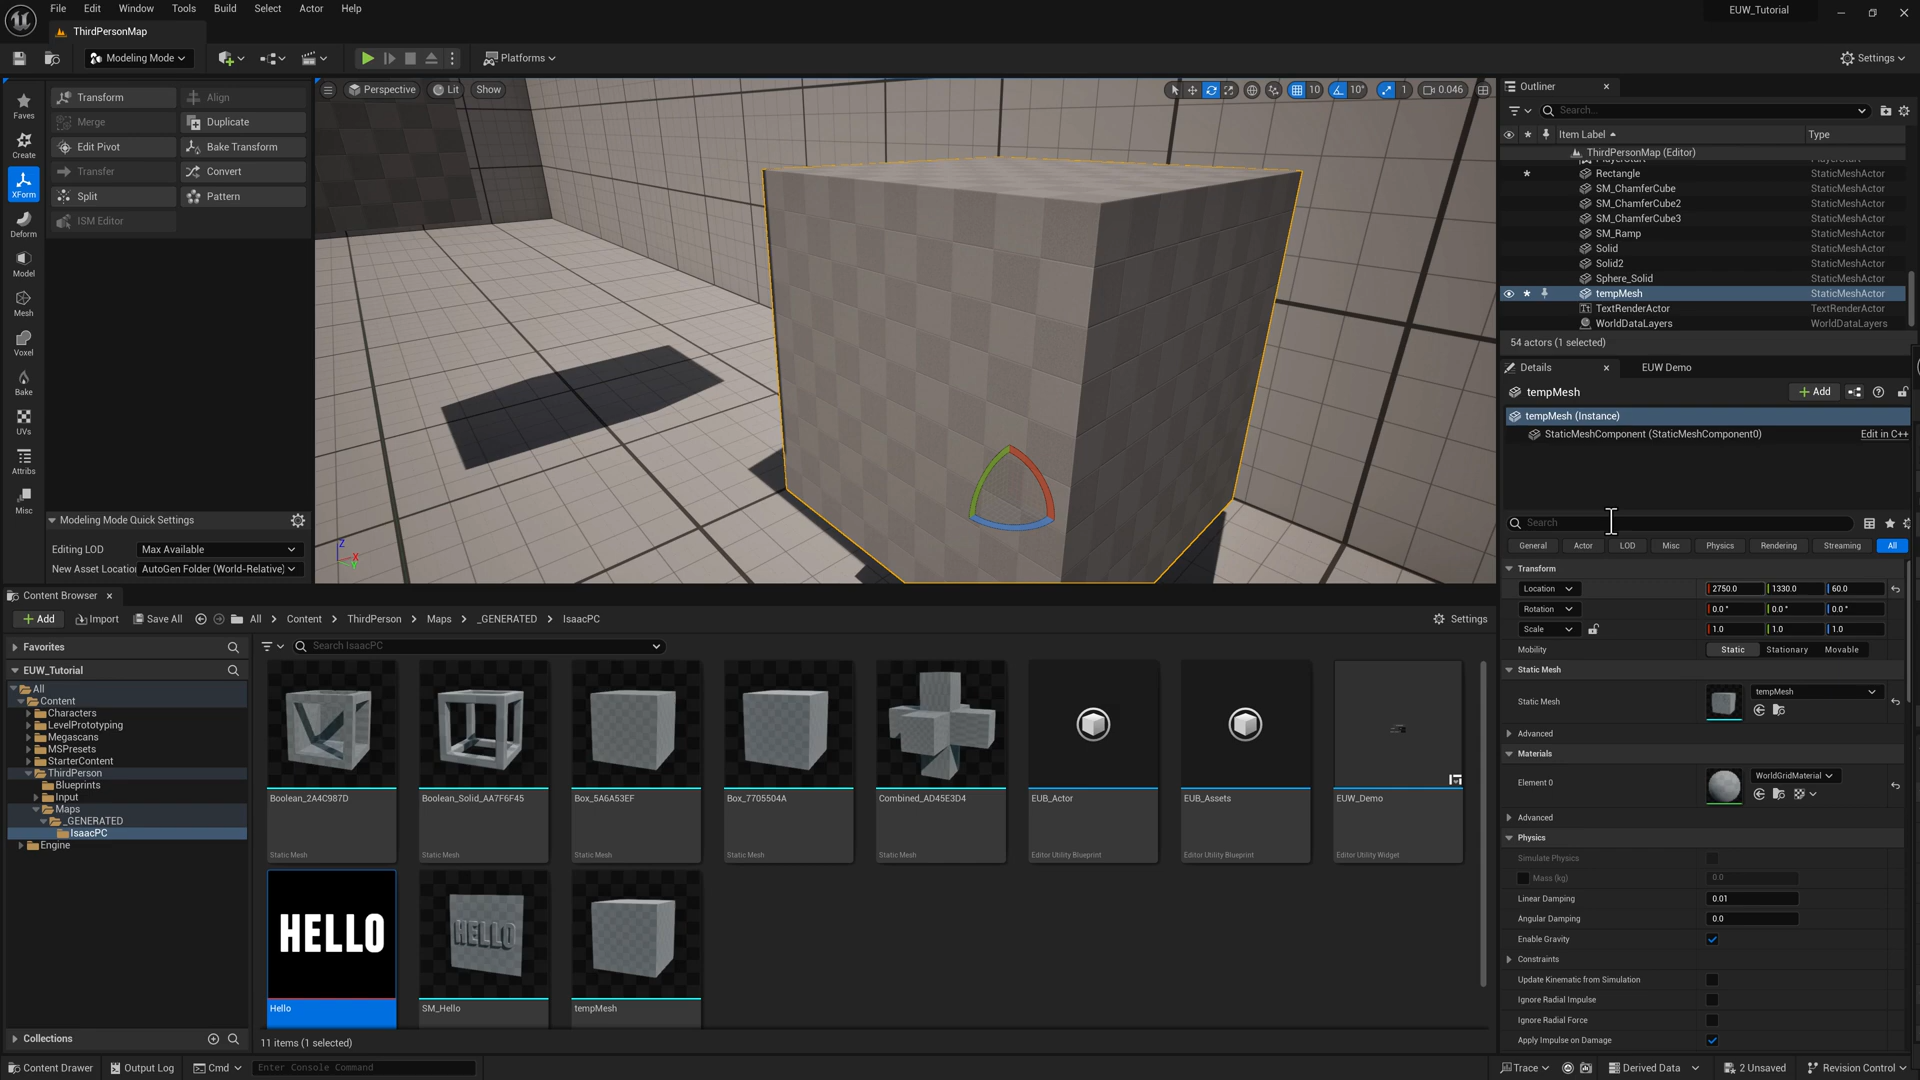 File Edit Window Tools Build Select Actor Help
EUW_Tutorial
ThirdPersonMap
Modeling Mode
Platforms
Settings
Faves
Create
XForm
Deform
Model
Mesh
Voxel
Bake
UVs
Attribs
Misc
Transform Align
Merge Duplicate
Edit Pivot Bake Transform
Transfer Convert
Split Pattern
ISM Editor
Modeling Mode Quick Settings
Editing LOD Max Available
New Asset Location AutoGen Folder (World-Relative)
Perspective Lit Show
10 10° 1 0.046
Z
X
Y
Outliner
Search...
Item Label Type
ThirdPersonMap (Editor)
Rectangle StaticMeshActor
SM_ChamferCube StaticMeshActor
SM_ChamferCube2 StaticMeshActor
SM_ChamferCube3 StaticMeshActor
SM_Ramp StaticMeshActor
Solid StaticMeshActor
Solid2 StaticMeshActor
Sphere_Solid StaticMeshActor
tempMesh StaticMeshActor
TextRenderActor TextRenderActor
WorldDataLayers WorldDataLayers
54 actors (1 selected)
Details EUW Demo
tempMesh
Add
tempMesh (Instance)
StaticMeshComponent (StaticMeshComponent0) Edit in C++
Search
General Actor LOD Misc Physics Rendering Streaming All
Transform
Location 2750.0 1330.0 60.0
Rotation 0.0° 0.0° 0.0°
Scale 1.0 1.0 1.0
Mobility Static Stationary Movable
Static Mesh
Static Mesh tempMesh
Advanced
Materials
Element 0 WorldGridMaterial
Advanced
Physics
Simulate Physics
Mass (kg) 0.0
Linear Damping 0.01
Angular Damping 0.0
Enable Gravity
Constraints
Update Kinematic from Simulation
Ignore Radial Impulse
Ignore Radial Force
Apply Impulse on Damage
Content Browser
Add Import Save All All Content ThirdPerson Maps _GENERATED IsaacPC Settings
Favorites
EUW_Tutorial
All
Content
Characters
LevelPrototyping
Megascans
MSPresets
StarterContent
ThirdPerson
Blueprints
Input
Maps
_GENERATED
IsaacPC
Engine
Collections
Search IsaacPC
Boolean_2A4C987D
Static Mesh
Boolean_Solid_AA7F6F45
Static Mesh
Box_5A6A53EF
Static Mesh
Box_7705504A
Static Mesh
Combined_AD45E3D4
Static Mesh
EUB_Actor
Editor Utility Blueprint
EUB_Assets
Editor Utility Blueprint
EUW_Demo
Editor Utility Widget
HELLO
Hello
HELLO
SM_Hello
tempMesh
11 items (1 selected)
Content Drawer Output Log Cmd Enter Console Command
Trace Derived Data 2 Unsaved Revision Control